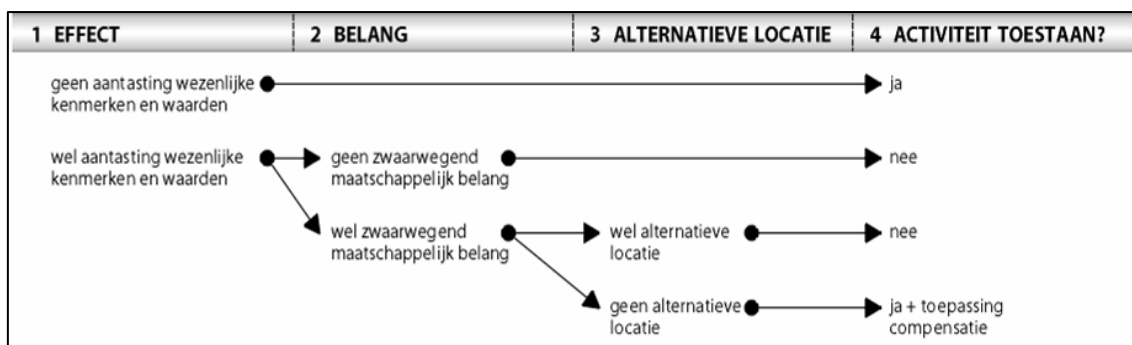 1 EFFECT 2 BELANG 3 ALTERNATIEVE LOCATIE 4 ACTIVITEIT TOESTAAN?
geen aantasting wezenlijke
kenmerken en waarden
ja
wel aantasting wezenlijke
kenmerken en waarden
geen zwaarwegend
maatschappelijk belang
nee
wel zwaarwegend
maatschappelijk belang
wel alternatieve
locatie
nee
geen alternatieve
locatie
ja + toepassing
compensatie